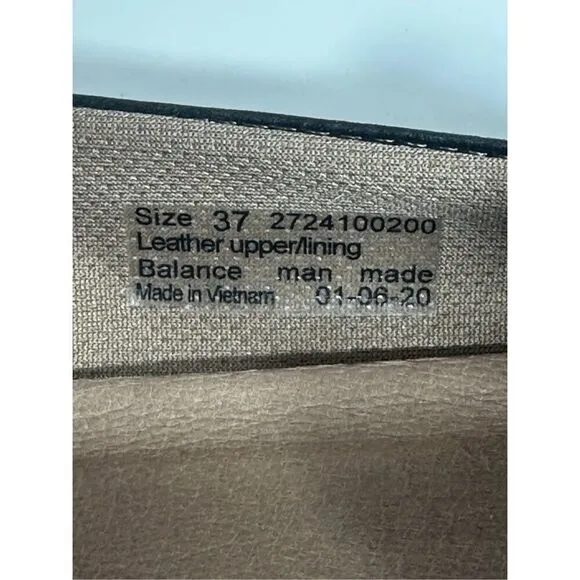 Size 37 2724100200
Leather upper/lining
Balance man made
Made in Vietnam 01-06-20